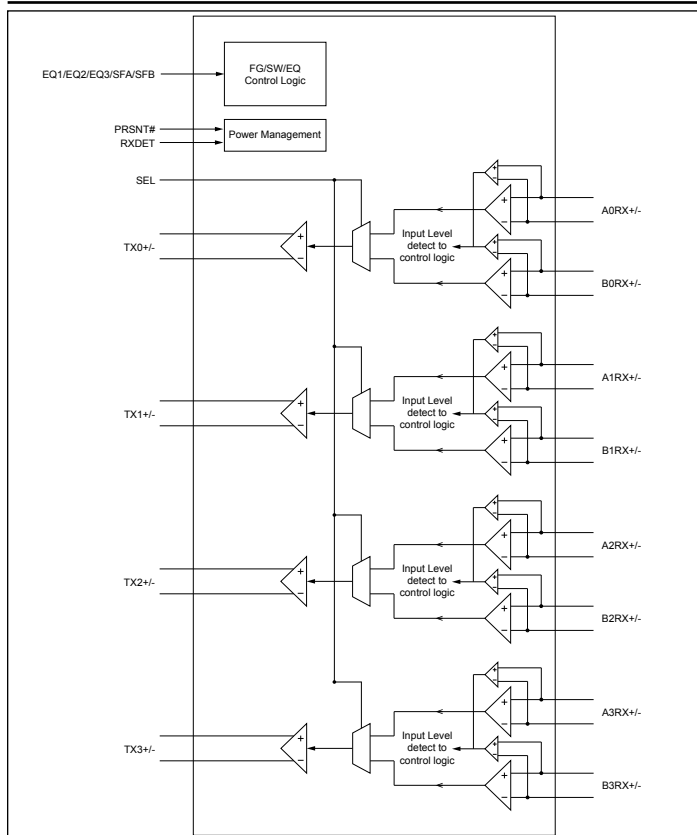 FG/SW/EQ
Control Logic
EQ1/EQ2/EQ3/SFA/SFB
PRSNT#
RXDET
Power Management
SEL
+
−
+
−
A0RX+/-
TX0+/-
+
−
Input Level
detect to
control logic
+
−
+
−
B0RX+/-
+
−
+
−
A1RX+/-
TX1+/-
+
−
Input Level
detect to
control logic
+
−
+
−
B1RX+/-
+
−
+
−
A2RX+/-
TX2+/-
+
−
Input Level
detect to
control logic
+
−
+
−
B2RX+/-
+
−
+
−
A3RX+/-
TX3+/-
+
−
Input Level
detect to
control logic
+
−
+
−
B3RX+/-